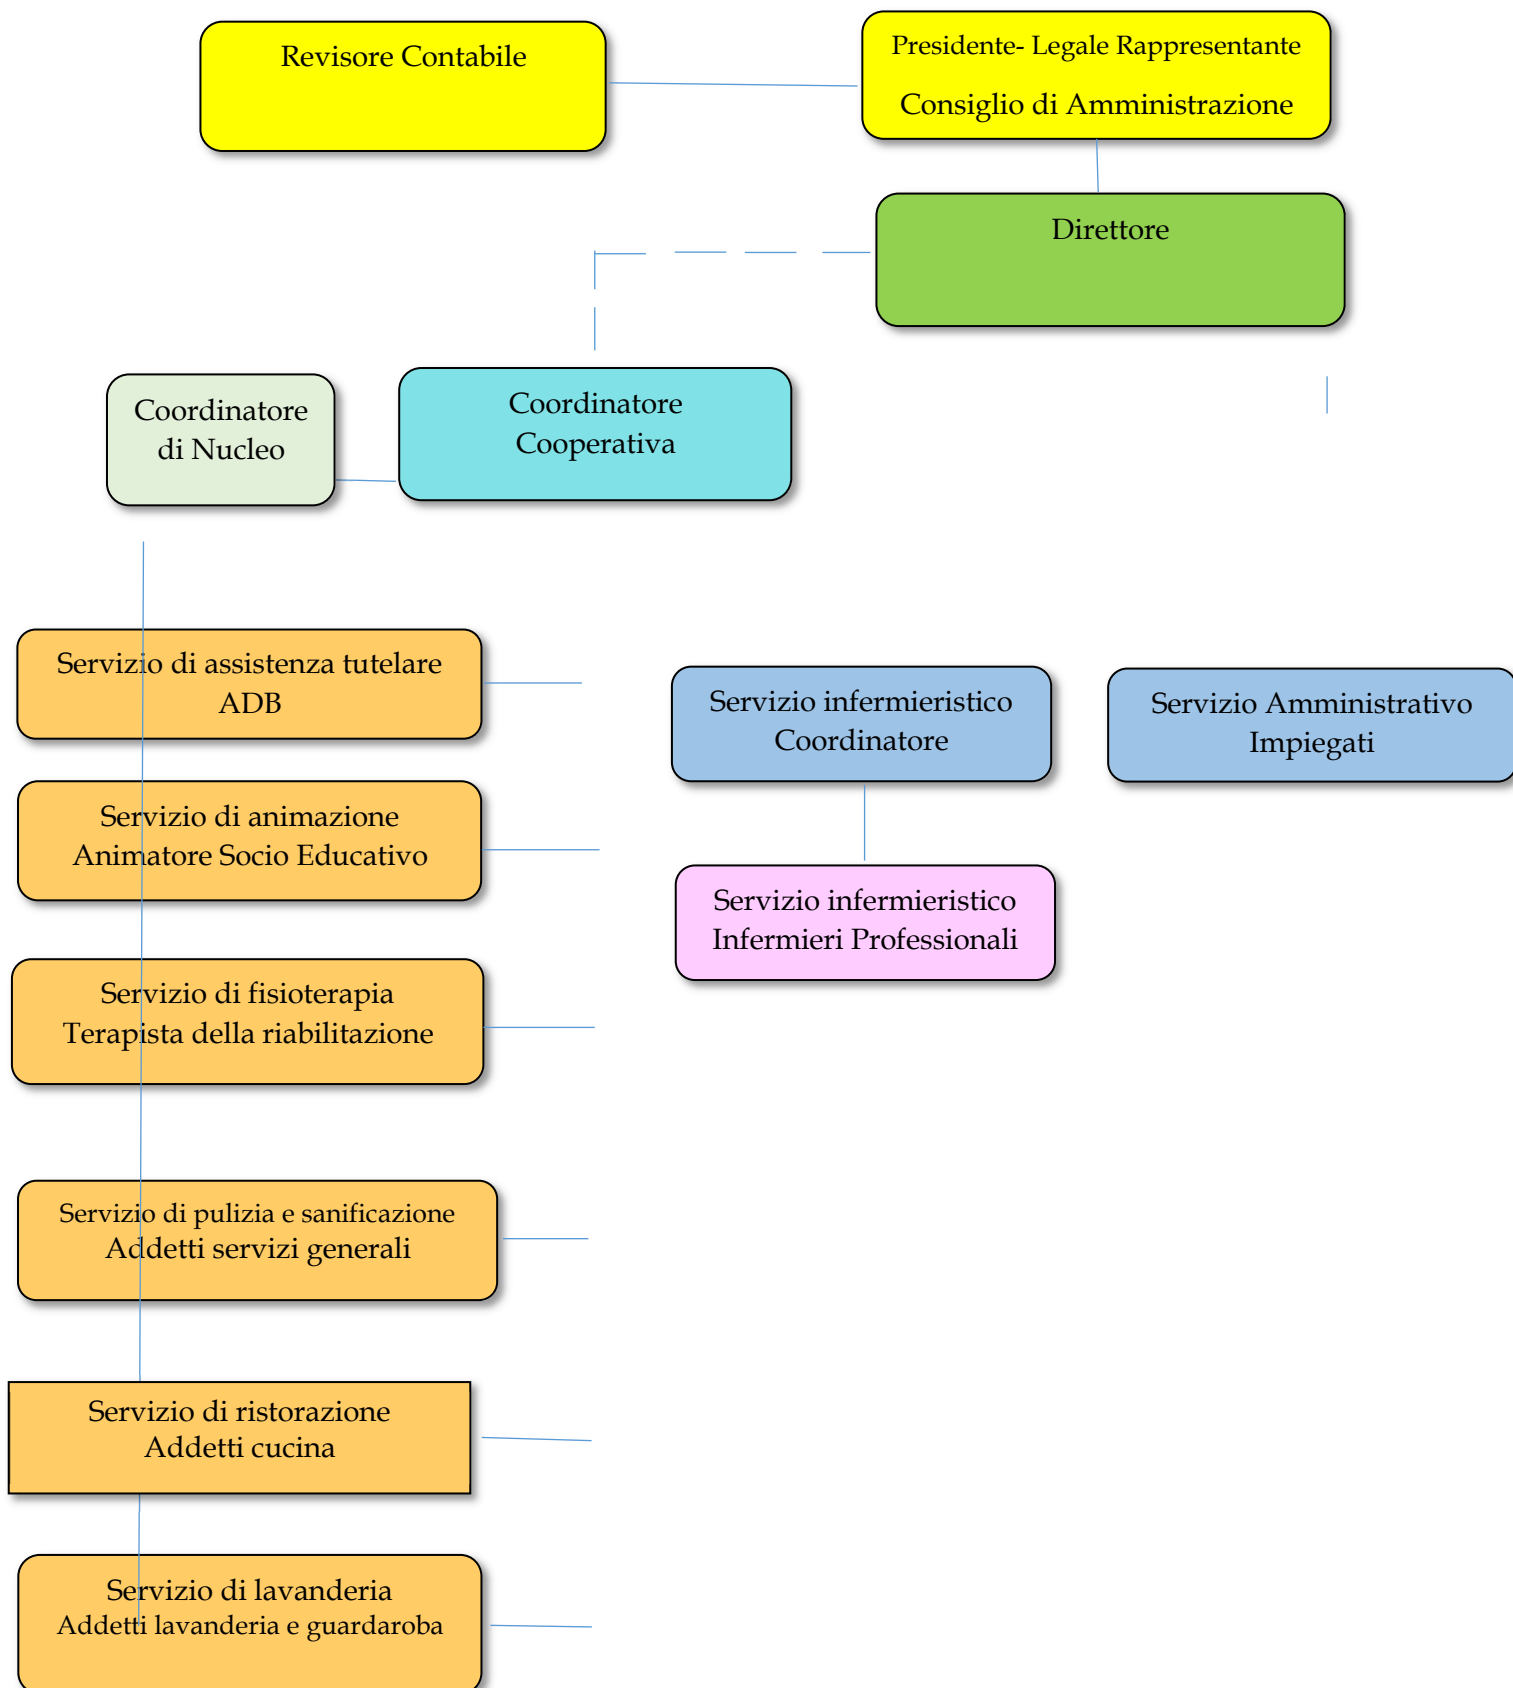 Revisore Contabile
Presidente- Legale Rappresentante
Consiglio di Amministrazione
Direttore
Coordinatore
di Nucleo
Coordinatore
Cooperativa
Servizio di assistenza tutelare
ADB
Servizio infermieristico
Coordinatore
Servizio Amministrativo
Impiegati
Servizio di animazione
Animatore Socio Educativo
Servizio infermieristico
Infermieri Professionali
Servizio di fisioterapia
Terapista della riabilitazione
Servizio di pulizia e sanificazione
Addetti servizi generali
Servizio di ristorazione
Addetti cucina
Servizio di lavanderia
Addetti lavanderia e guardaroba